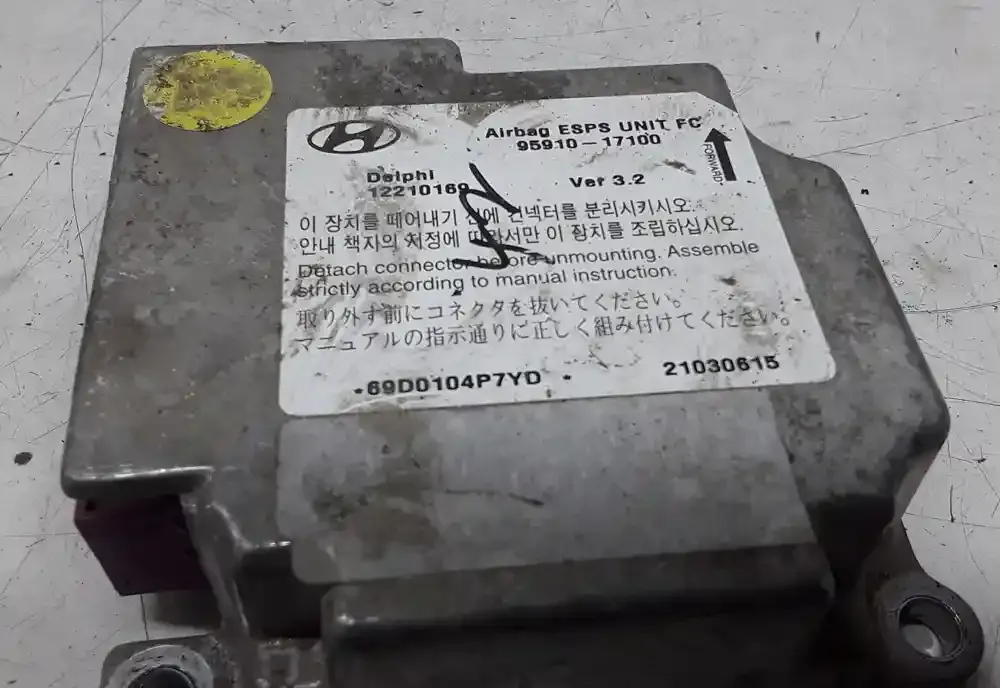 Airbag ESPS UNIT FC
95910-17100
FORWARD
Delphi
12210169
Ver 3.2
이 장치를 떼어내기 전에 컨넥터를 분리시키시오.
안내 책자의 지정에 따라서만 이 장치를 조립하십시오.
Detach connector before unmounting. Assemble
strictly according to manual instruction.
取り外す前にコネクタを抜いてください。
マニュアルの指示通りに正しく組み付けてください。
*69D0104P7YD *
21030615